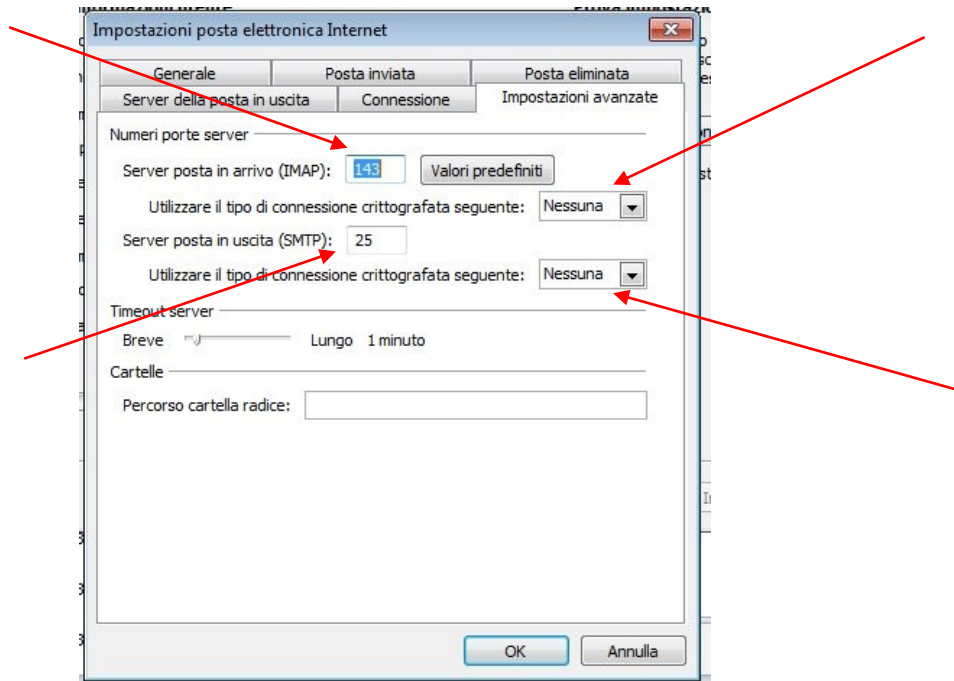 Impostazioni posta elettronica Internet
Generale Posta inviata Posta eliminata
Server della posta in uscita Connessione Impostazioni avanzate
Numeri porte server
Server posta in arrivo (IMAP): 143 Valori predefiniti
Utilizzare il tipo di connessione crittografata seguente: Nessuna
Server posta in uscita (SMTP): 25
Utilizzare il tipo di connessione crittografata seguente: Nessuna
Timeout server
Breve Lungo 1 minuto
Cartelle
Percorso cartella radice:
OK Annulla